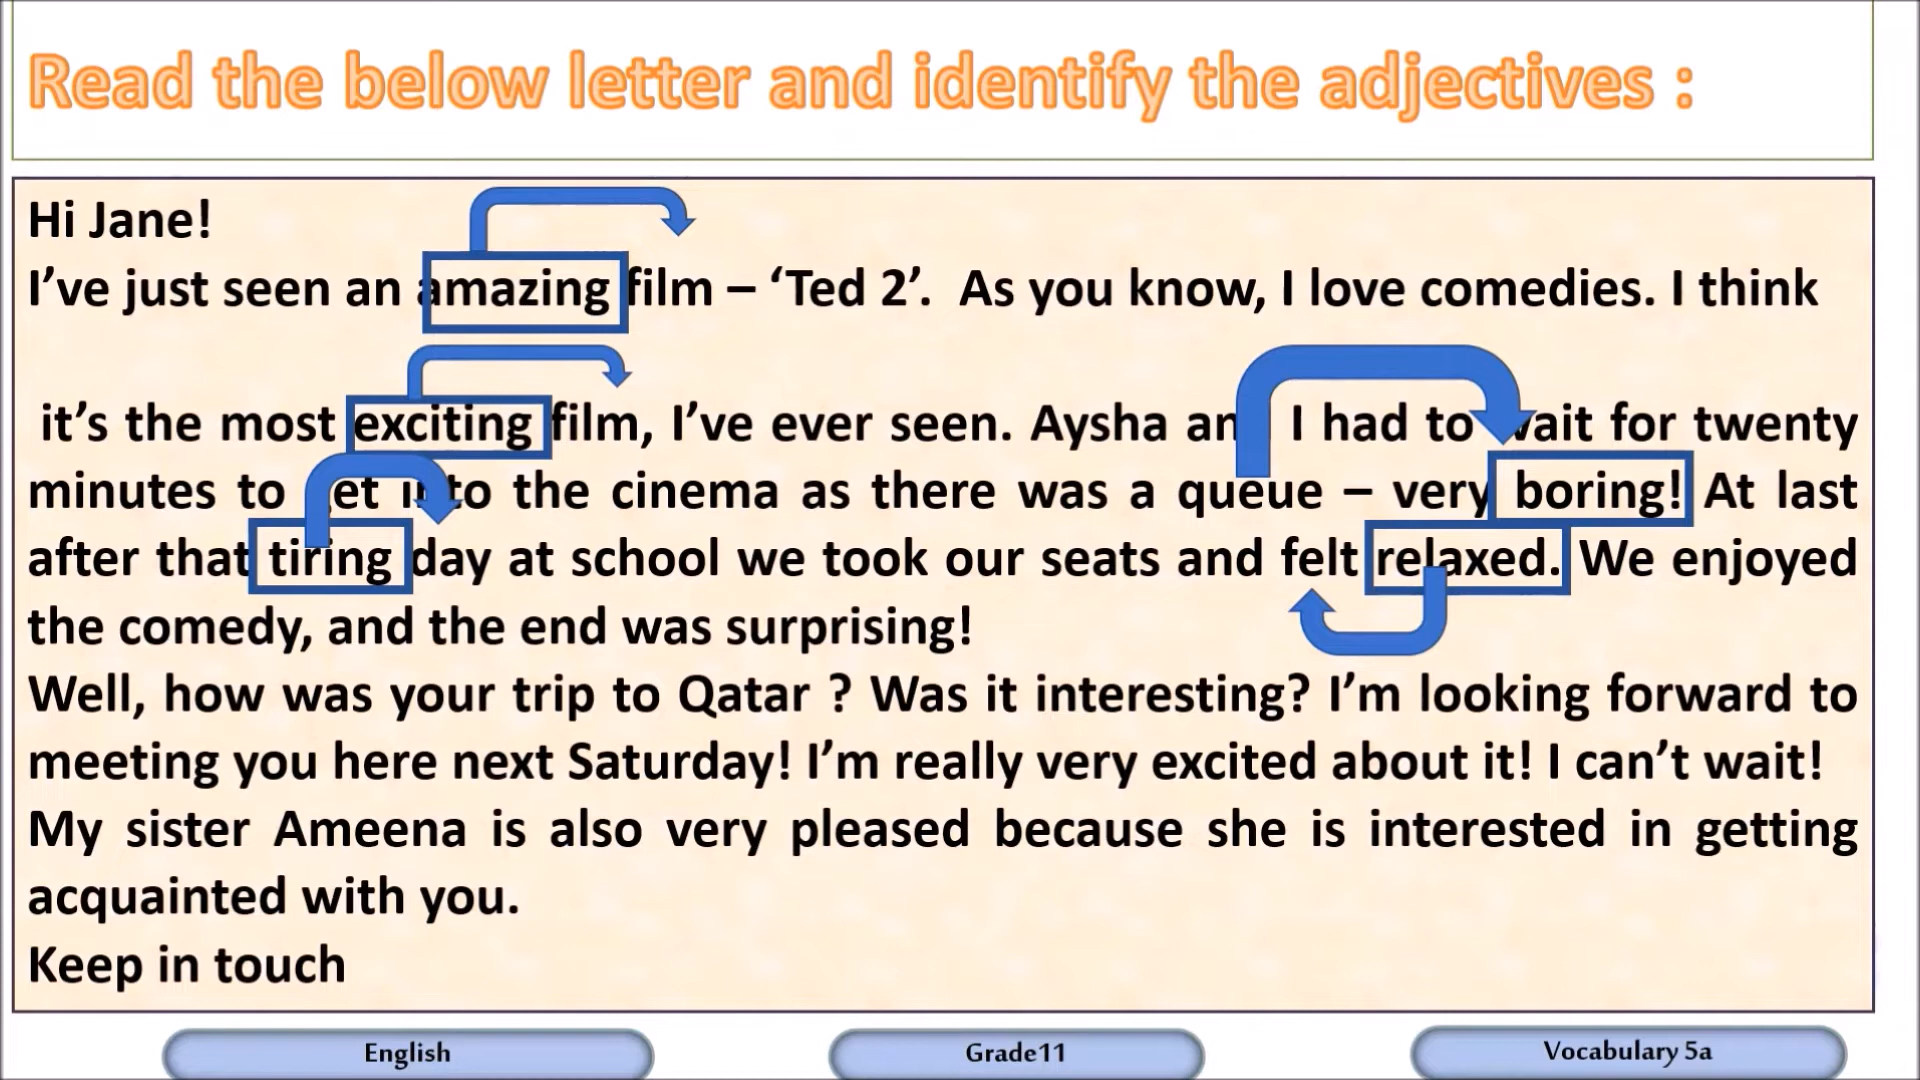 Read the below letter and identify the adjectives :
Hi Jane!
I’ve just seen an amazing film – ‘Ted 2’.  As you know, I love comedies. I think
it’s the most exciting film, I’ve ever seen. Aysha and I had to wait for twenty
minutes to get into the cinema as there was a queue – very boring! At last
after that tiring day at school we took our seats and felt relaxed. We enjoyed
the comedy, and the end was surprising!
Well, how was your trip to Qatar ? Was it interesting? I’m looking forward to
meeting you here next Saturday! I’m really very excited about it! I can’t wait!
My sister Ameena is also very pleased because she is interested in getting
acquainted with you.
Keep in touch
English
Grade11
Vocabulary 5a